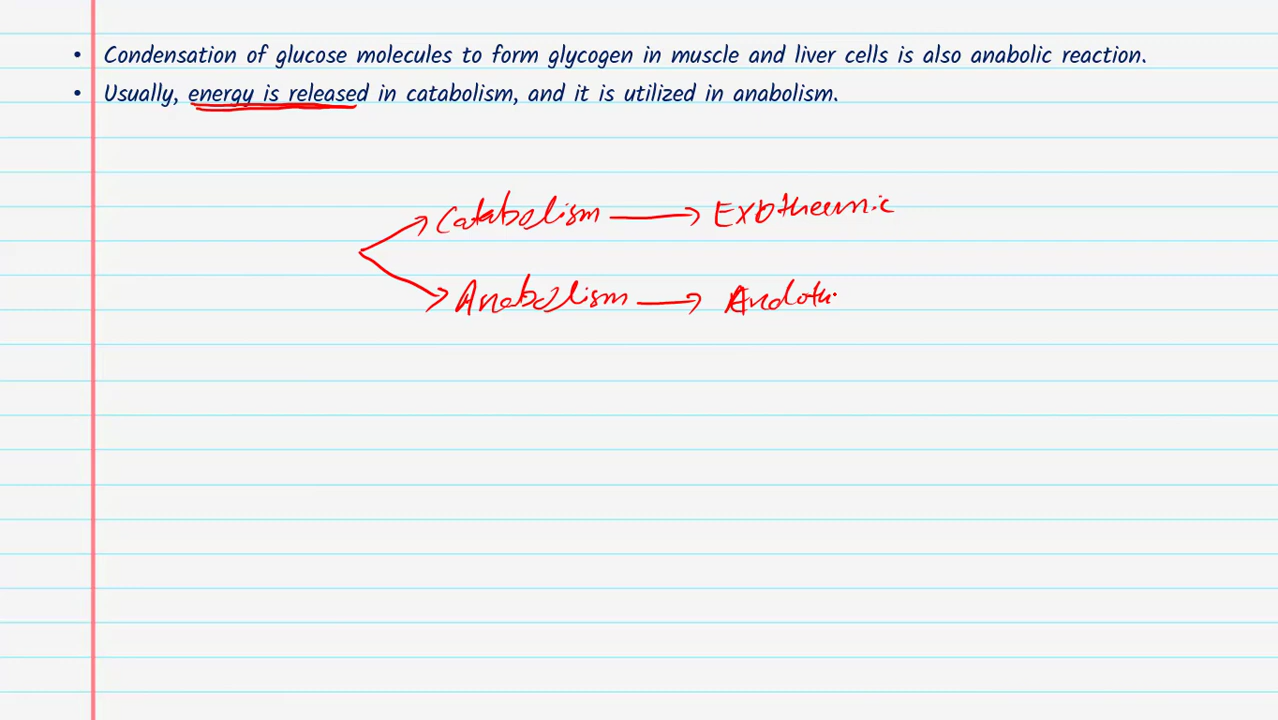 • Condensation of glucose molecules to form glycogen in muscle and liver cells is also anabolic reaction.
• Usually, energy is released in catabolism, and it is utilized in anabolism.
Catabolism → Exothermic
Anabolism →